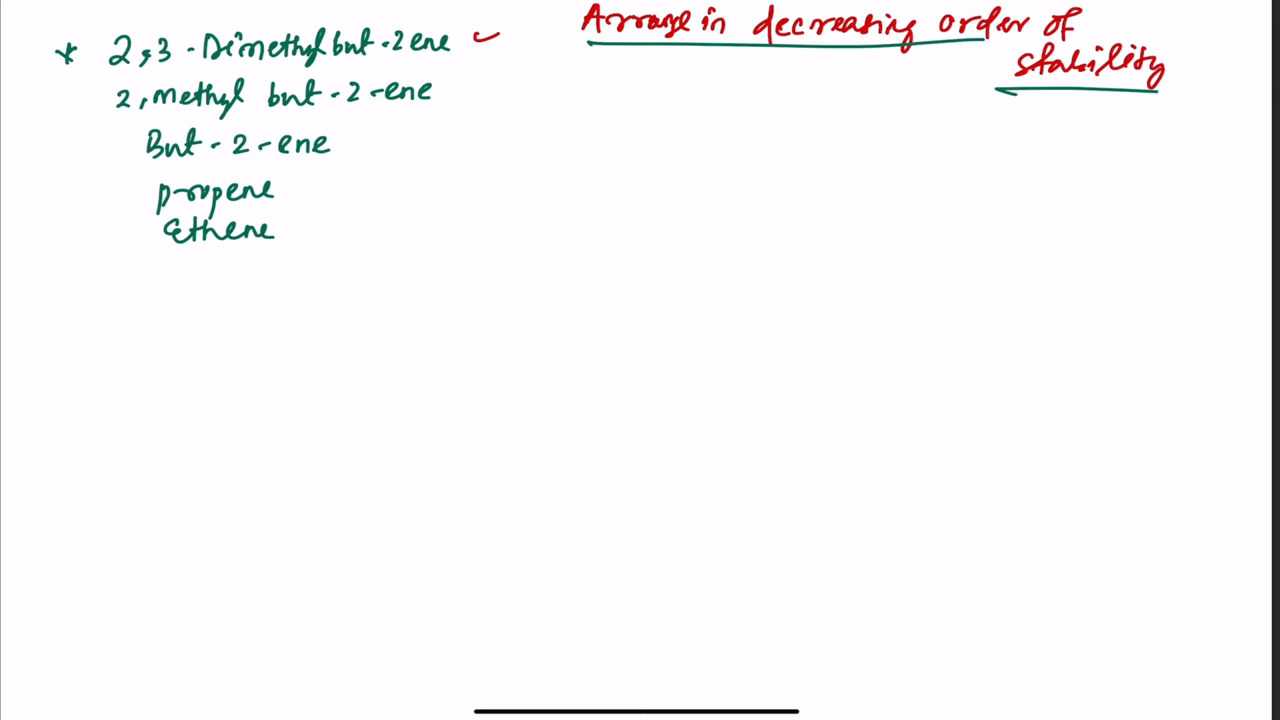 Arrange in decreasing order of
stability
* 2,3-Dimethyl but-2 ene
2, methyl but-2-ene
But-2-ene
propene
Ethene